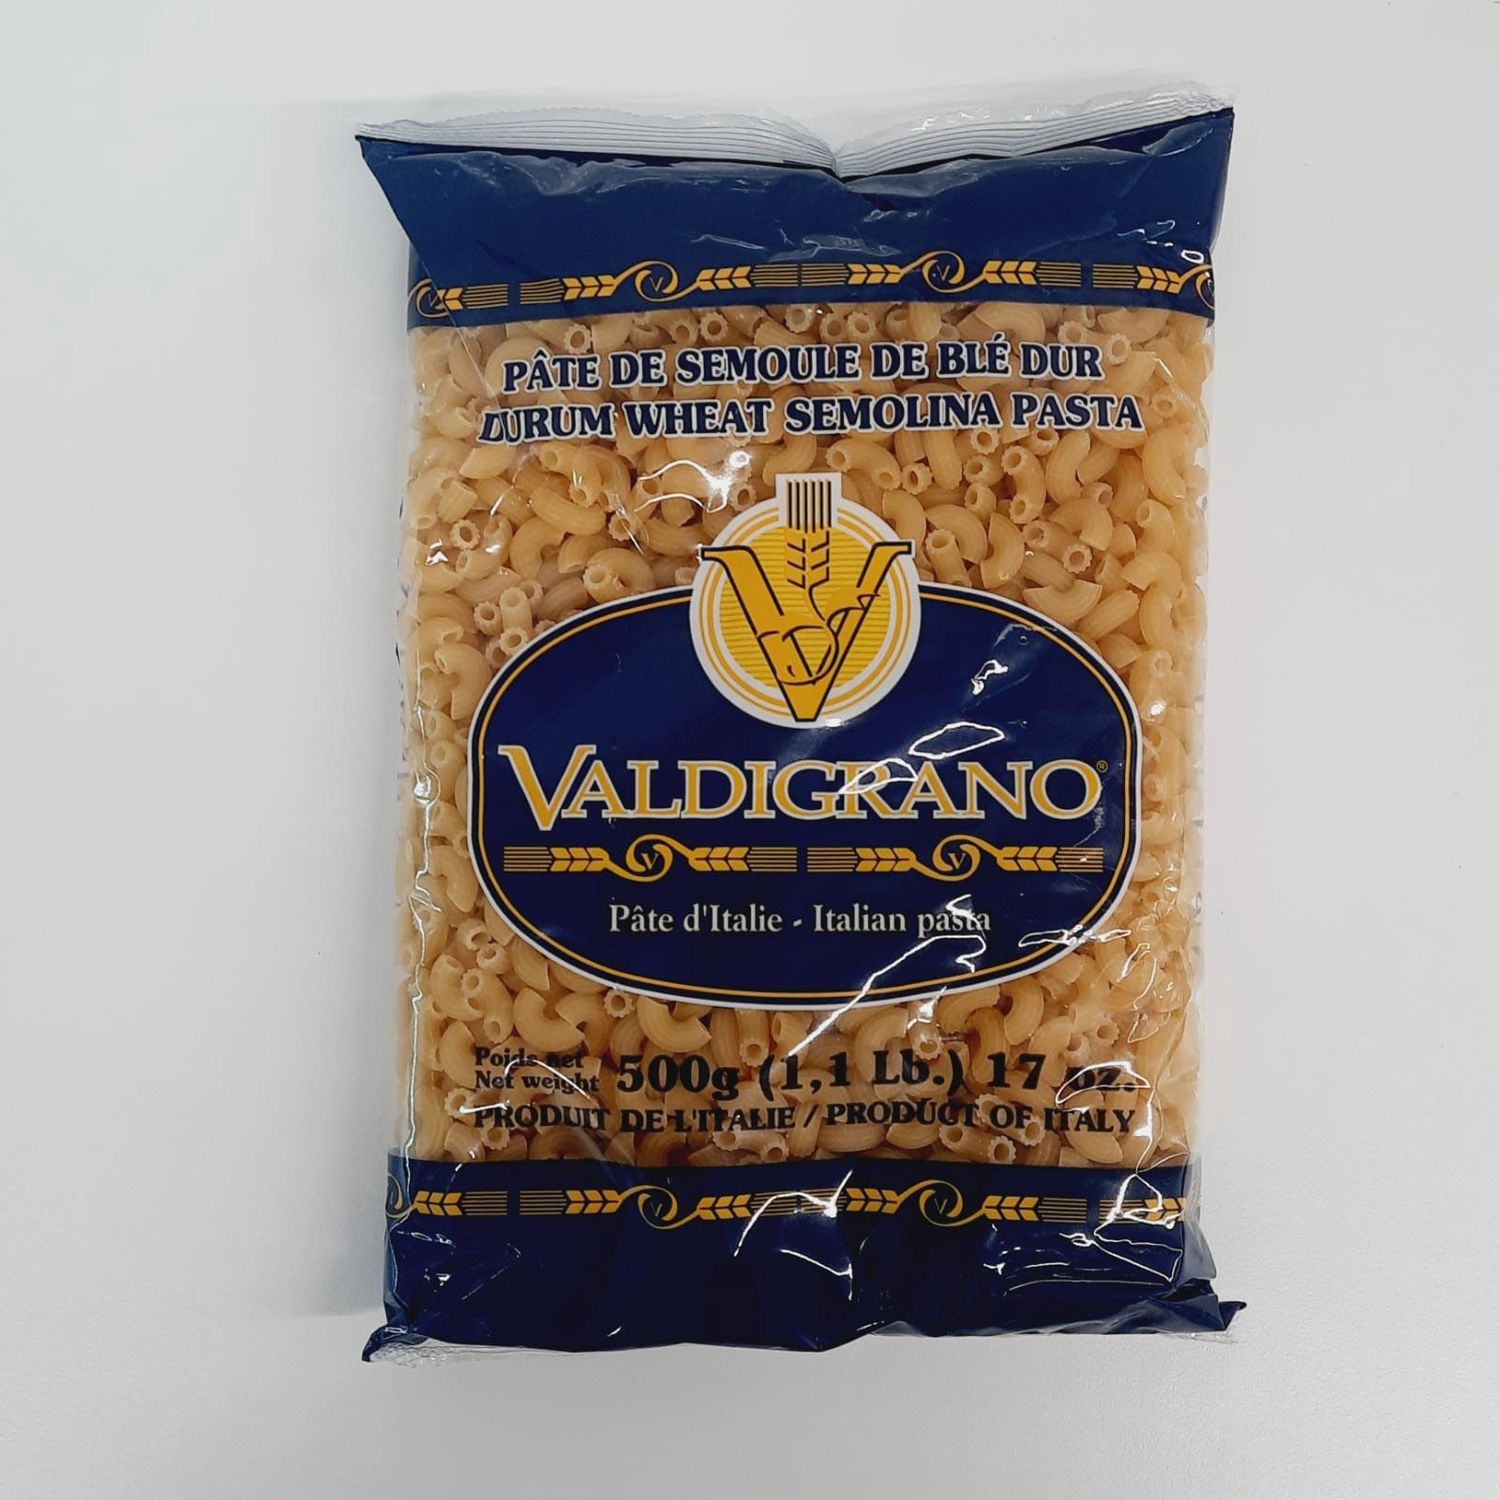 PÂTE DE SEMOULE DE BLÉ DUR
DURUM WHEAT SEMOLINA PASTA
VALDIGRANO®
Pâte d'Italie - Italian pasta
Poids net
Net weight 500g (1,1 Lb.) 17 oz.
PRODUIT DE L'ITALIE / PRODUCT OF ITALY